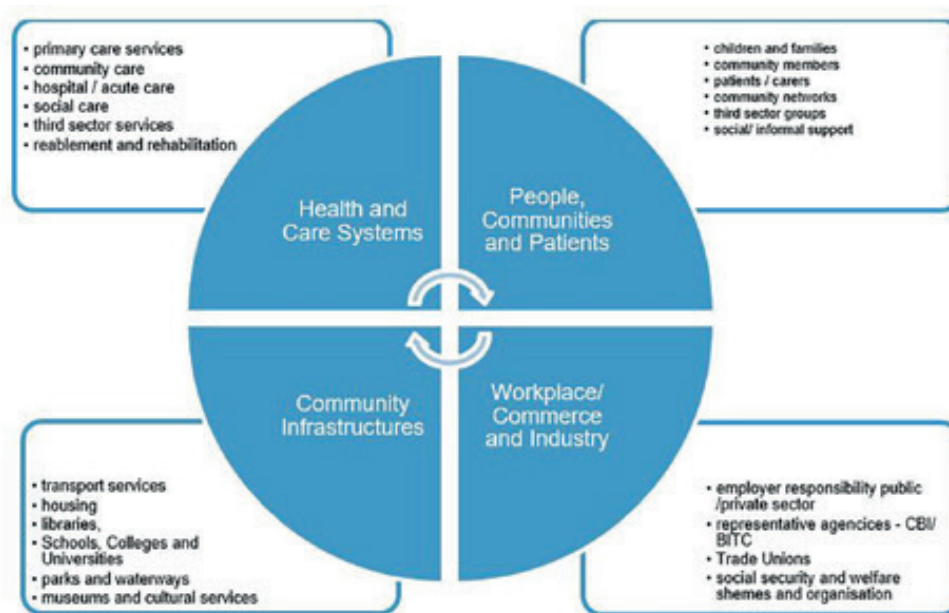 • primary care services
• community care
• hospital / acute care
• social care
• third sector services
• reablement and rehabilitation
• children and families
• community members
• patients / carers
• community networks
• third sector groups
• social/ informal support
Health and
Care Systems
People,
Communities
and Patients
Community
Infrastructures
Workplace/
Commerce
and Industry
• transport services
• housing
• libraries,
• Schools, Colleges and
Universities
• parks and waterways
• museums and cultural services
• employer responsibility public
/private sector
• representative agencices - CBI/
BITC
• Trade Unions
• social security and welfare
shemes and organisation